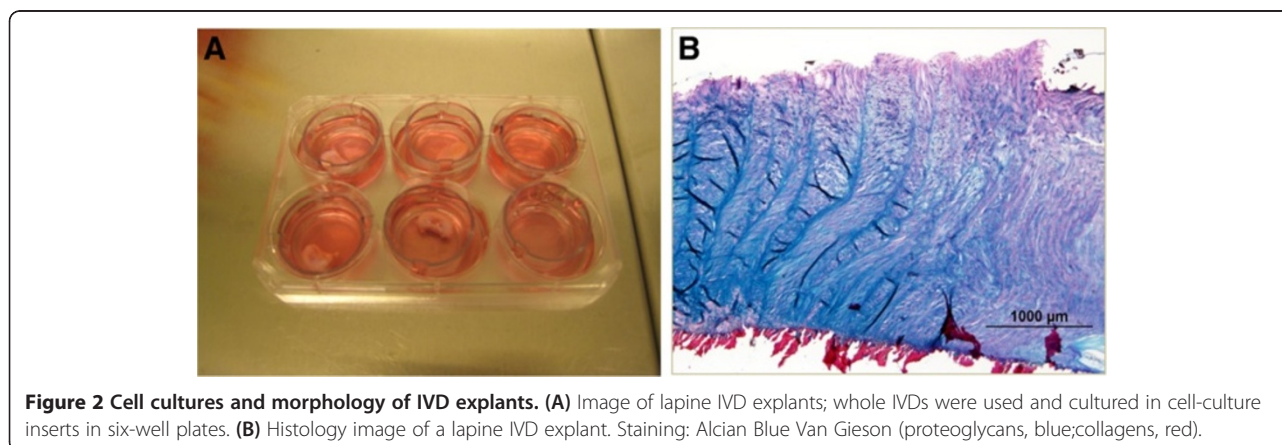 A
B
1000 µm
Figure 2 Cell cultures and morphology of IVD explants. (A) Image of lapine IVD explants; whole IVDs were used and cultured in cell-culture
inserts in six-well plates. (B) Histology image of a lapine IVD explant. Staining: Alcian Blue Van Gieson (proteoglycans, blue;collagens, red).